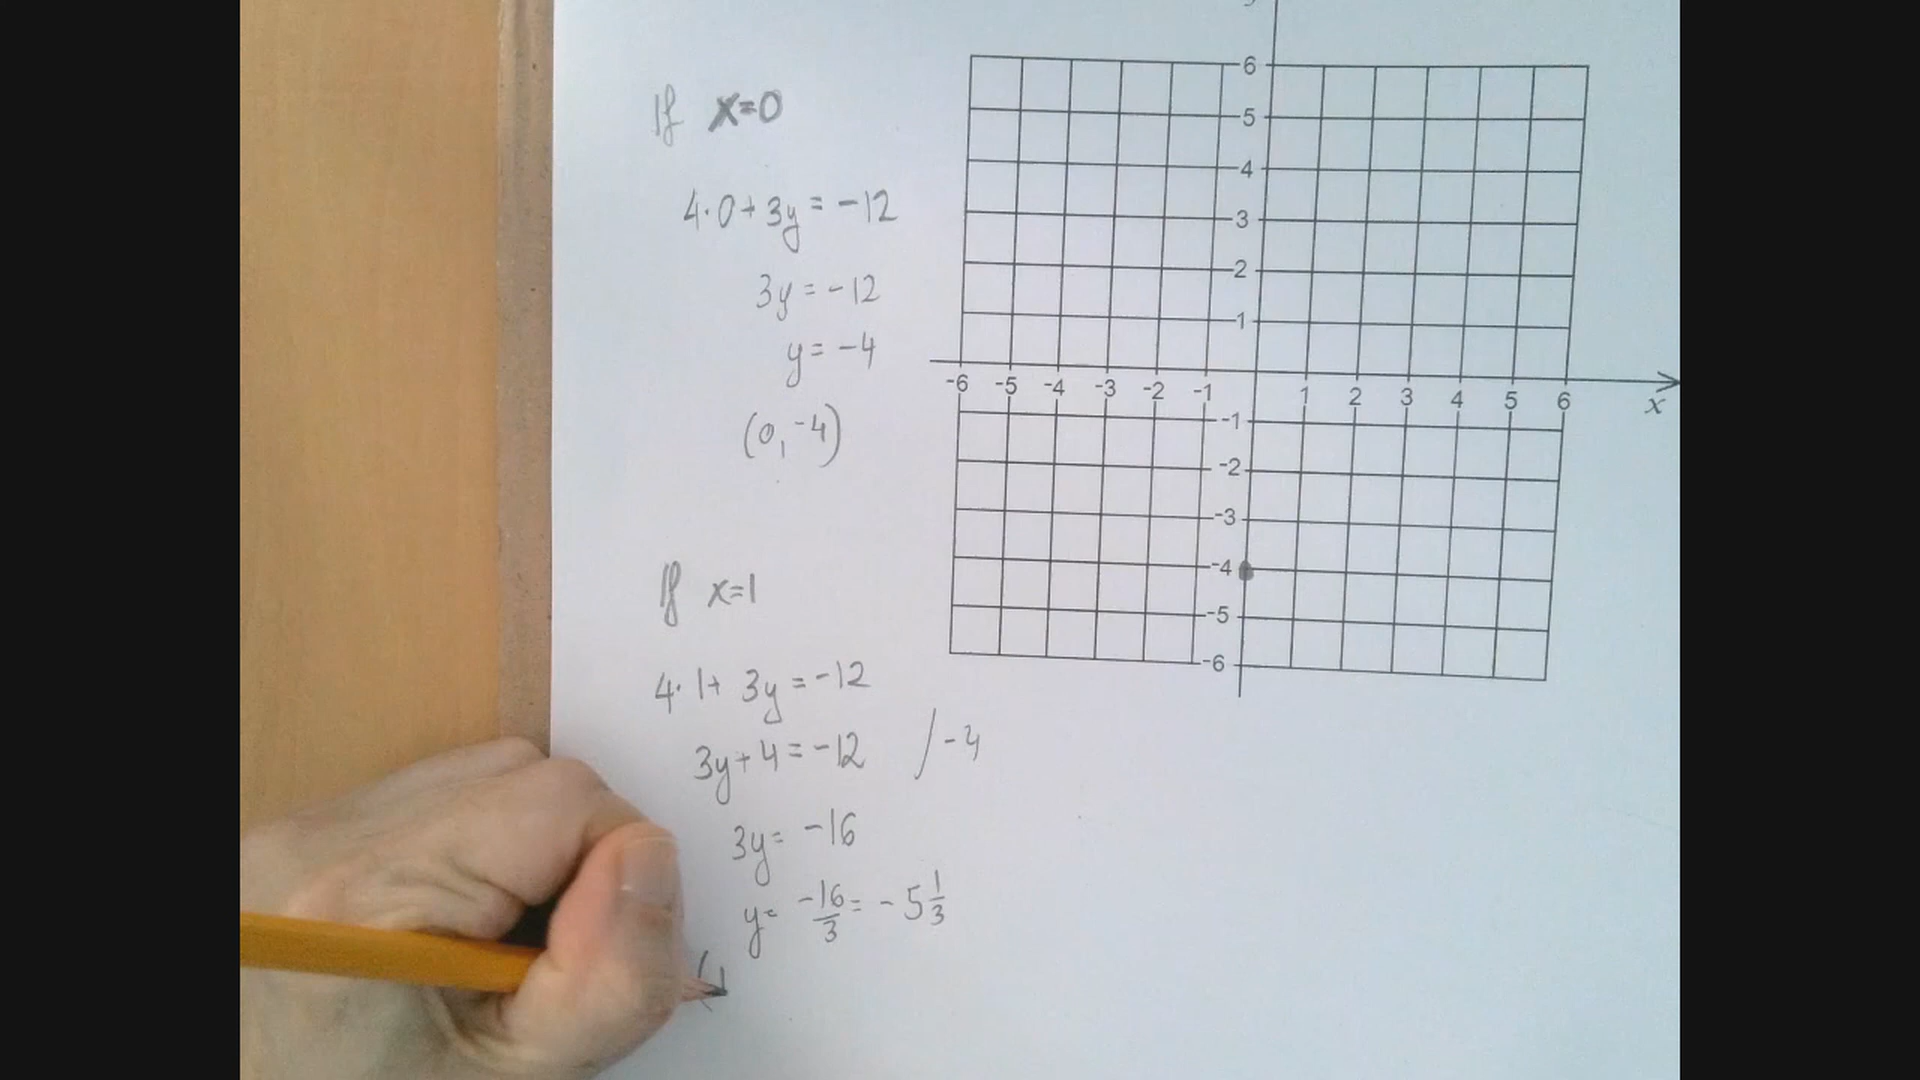 If x=0
4·0+3y=-12
3y=-12
y=-4
(0,-4)
If x=1
4·1+3y=-12
3y+4=-12 /-4
3y=-16
y=-16/3=-5 1/3
(1
6
5
4
3
2
1
-6 -5 -4 -3 -2 -1 1 2 3 4 5 6 x
-1
-2
-3
-4
-5
-6